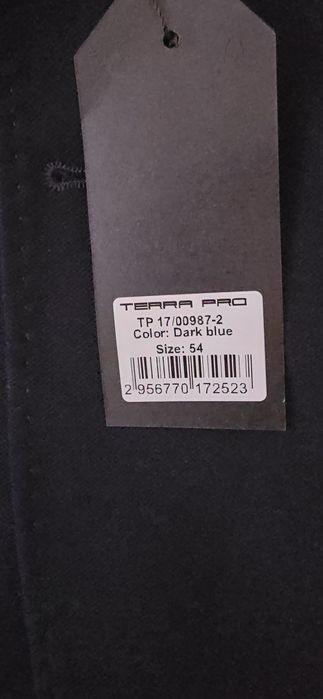 TERRA PRO
TP 17/00987-2
Color: Dark blue
Size: 54
2 956770 172523